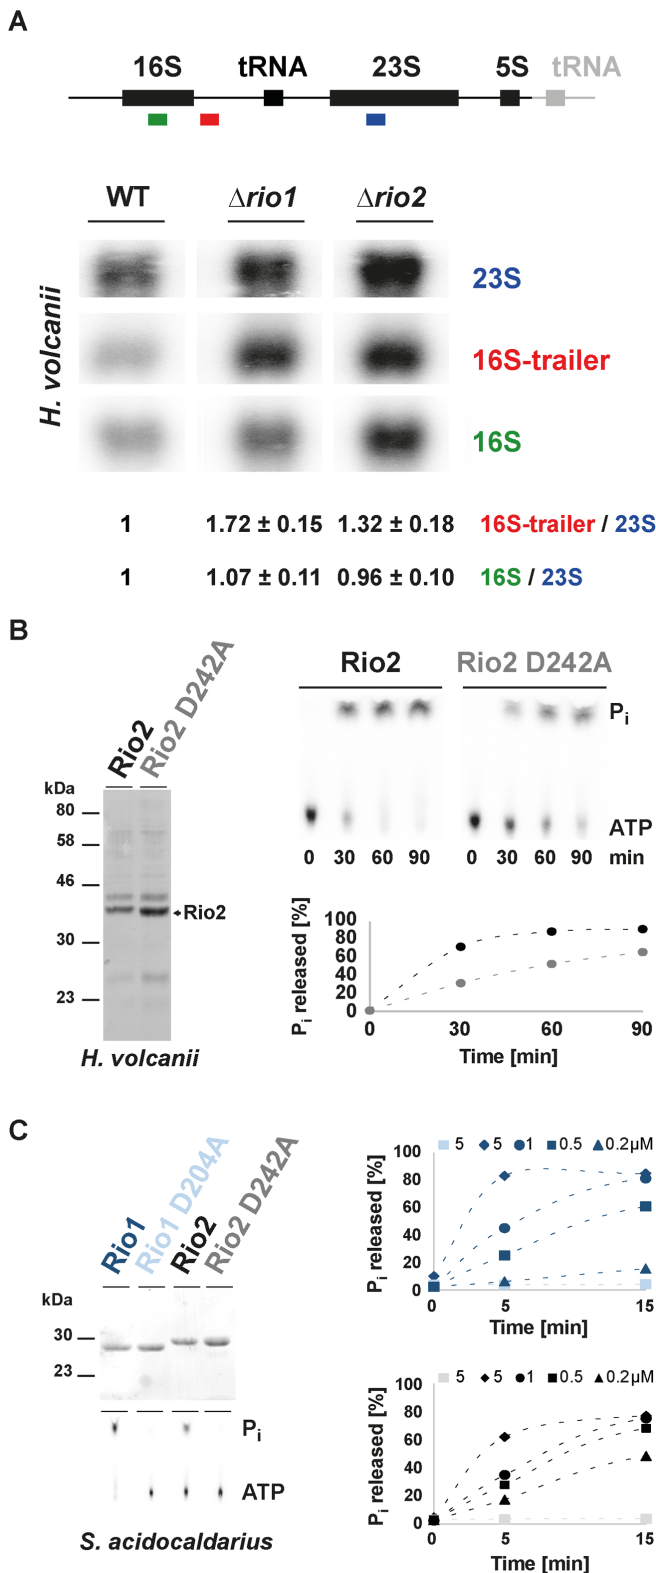 A
16S tRNA 23S 5S tRNA
WT Δrio1 Δrio2
H. volcanii
23S
16S-trailer
16S
1 1.72 ± 0.15 1.32 ± 0.18 16S-trailer / 23S
1 1.07 ± 0.11 0.96 ± 0.10 16S / 23S
B
Rio2 Rio2 D242A
kDa
80
58
46
30
23
Rio2
H. volcanii
Rio2 Rio2 D242A
Pi
ATP
0 30 60 90 0 30 60 90 min
Pi released [%]
100
80
60
40
20
0
0 30 60 90
Time [min]
C
Rio1 Rio1 D204A Rio2 Rio2 D242A
kDa
30
23
Pi
ATP
S. acidocaldarius
5 5 1 0.5 0.2µM
Pi released [%]
100
80
60
40
20
0
0 5 15
Time [min]
5 5 1 0.5 0.2µM
Pi released [%]
100
80
60
40
20
0
0 5 15
Time [min]